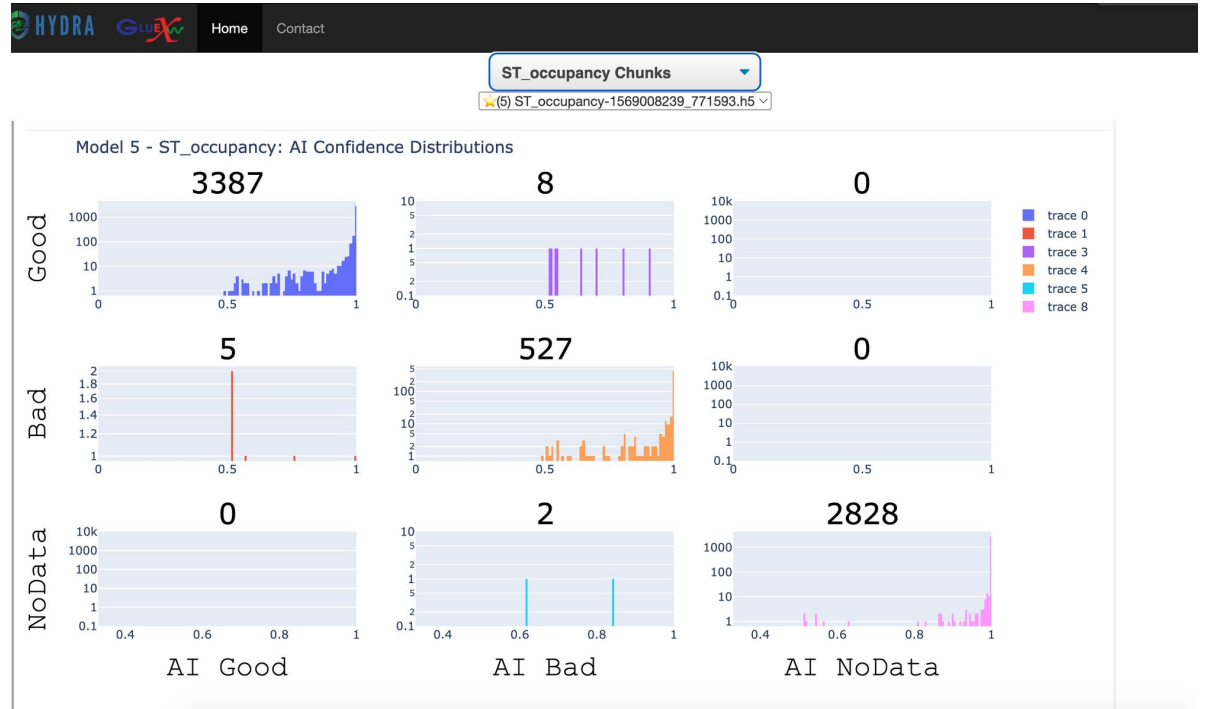 HYDRA GLUEX Home Contact
ST_occupancy Chunks
(5) ST_occupancy-1569008239_771593.h5
Model 5 - ST_occupancy: AI Confidence Distributions
3387 8 0
Good
1000
100
10
1
0 0.5 1
10
5
2
1
5
2
0.1
0 0.5 1
10k
1000
100
10
1
0.1
0 0.5 1
trace 0
trace 1
trace 3
trace 4
trace 5
trace 8
5 527 0
Bad
2
1.8
1.6
1.4
1.2
1
0 0.5 1
5
2
100
5
2
10
5
2
1
0 0.5 1
10k
1000
100
10
1
0.1
0 0.5 1
0 2 2828
NoData
10k
1000
100
10
1
0.1
0.4 0.6 0.8 1
10
5
2
1
5
2
0.1
0.4 0.6 0.8 1
1000
100
10
1
0.4 0.6 0.8 1
AI Good AI Bad AI NoData